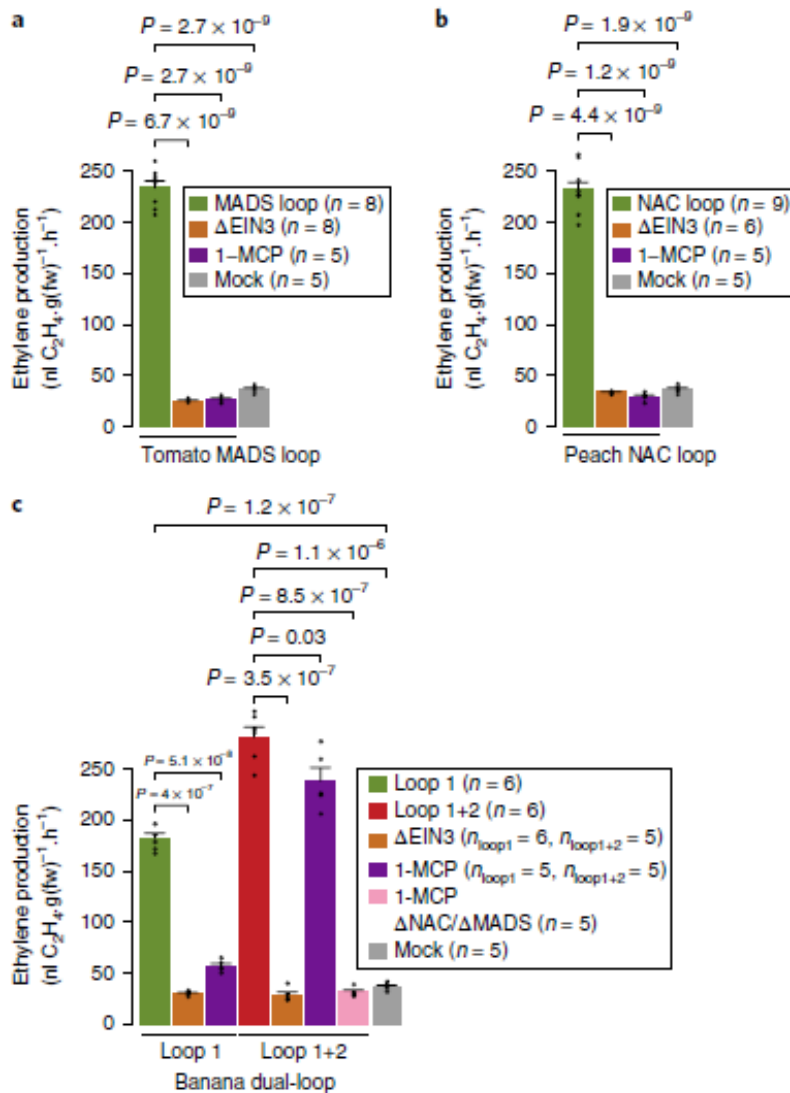 a
P = 2.7 × 10⁻⁹
P = 2.7 × 10⁻⁹
P = 6.7 × 10⁻⁹
250
200
150
100
50
0
Ethylene production
(nl C₂H₄.g(fw)⁻¹.h⁻¹)
MADS loop (n = 8)
ΔEIN3 (n = 8)
1–MCP (n = 5)
Mock (n = 5)
Tomato MADS loop
b
P = 1.9 × 10⁻⁹
P = 1.2 × 10⁻⁹
P = 4.4 × 10⁻⁹
250
200
150
100
50
0
Ethylene production
(nl C₂H₄.g(fw)⁻¹.h⁻¹)
NAC loop (n = 9)
ΔEIN3 (n = 6)
1–MCP (n = 5)
Mock (n = 5)
Peach NAC loop
c
P = 1.2 × 10⁻⁷
P = 1.1 × 10⁻⁶
P = 8.5 × 10⁻⁷
P = 0.03
P = 3.5 × 10⁻⁷
P = 5.1 × 10⁻⁸
P = 4 × 10⁻⁷
250
200
150
100
50
0
Ethylene production
(nl C₂H₄.g(fw)⁻¹.h⁻¹)
Loop 1 (n = 6)
Loop 1+2 (n = 6)
ΔEIN3 (n_loop1 = 6, n_loop1+2 = 5)
1-MCP (n_loop1 = 5, n_loop1+2 = 5)
1-MCP
ΔNAC/ΔMADS (n = 5)
Mock (n = 5)
Loop 1
Loop 1+2
Banana dual-loop